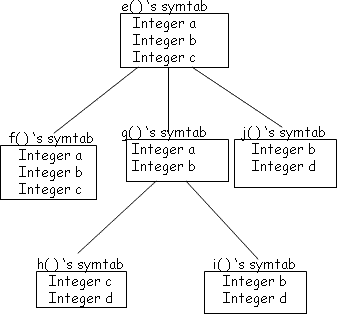 e( ) ‘s symtab
Integer a
Integer b
Integer c
f( ) ‘s symtab
Integer a
Integer b
Integer c
g( ) ‘s symtab
Integer a
Integer b
j( ) ‘s symtab
Integer b
Integer d
h( ) ‘s symtab
Integer c
Integer d
i( ) ‘s symtab
Integer b
Integer d